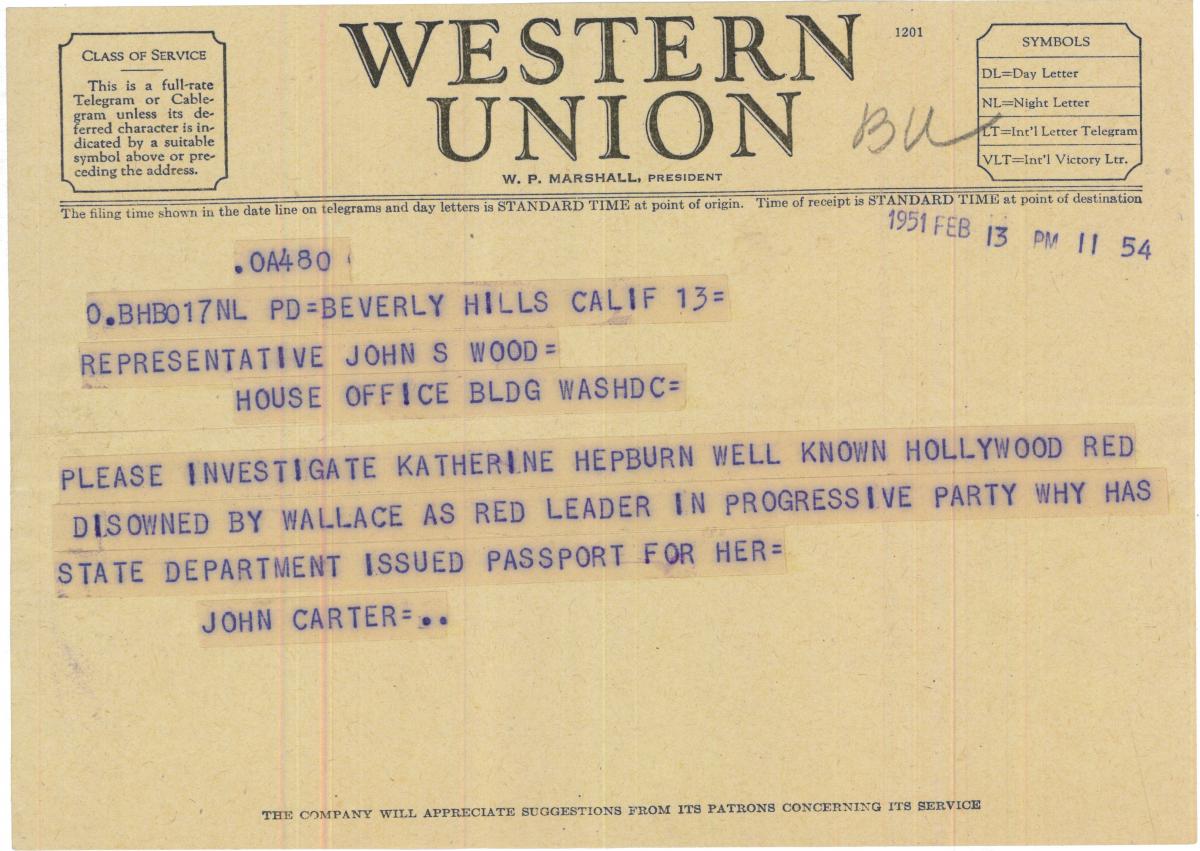 CLASS OF SERVICE
This is a full-rate
Telegram or Cable-
gram unless its de-
ferred character is in-
dicated by a suitable
symbol above or pre-
ceding the address.
WESTERN
UNION
W. P. MARSHALL, PRESIDENT
1201
BU
SYMBOLS
DL=Day Letter
NL=Night Letter
LT=Int'l Letter Telegram
VLT=Int'l Victory Ltr.
The filing time shown in the date line on telegrams and day letters is STANDARD TIME at point of origin. Time of receipt is STANDARD TIME at point of destination
1951 FEB 13 PM 11 54
.OA480
O.BHBO17NL PD=BEVERLY HILLS CALIF 13=
REPRESENTATIVE JOHN S WOOD=
HOUSE OFFICE BLDG WASHDC=
PLEASE INVESTIGATE KATHERINE HEPBURN WELL KNOWN HOLLYWOOD RED
DISOWNED BY WALLACE AS RED LEADER IN PROGRESSIVE PARTY WHY HAS
STATE DEPARTMENT ISSUED PASSPORT FOR HER=
JOHN CARTER=..
THE COMPANY WILL APPRECIATE SUGGESTIONS FROM ITS PATRONS CONCERNING ITS SERVICE